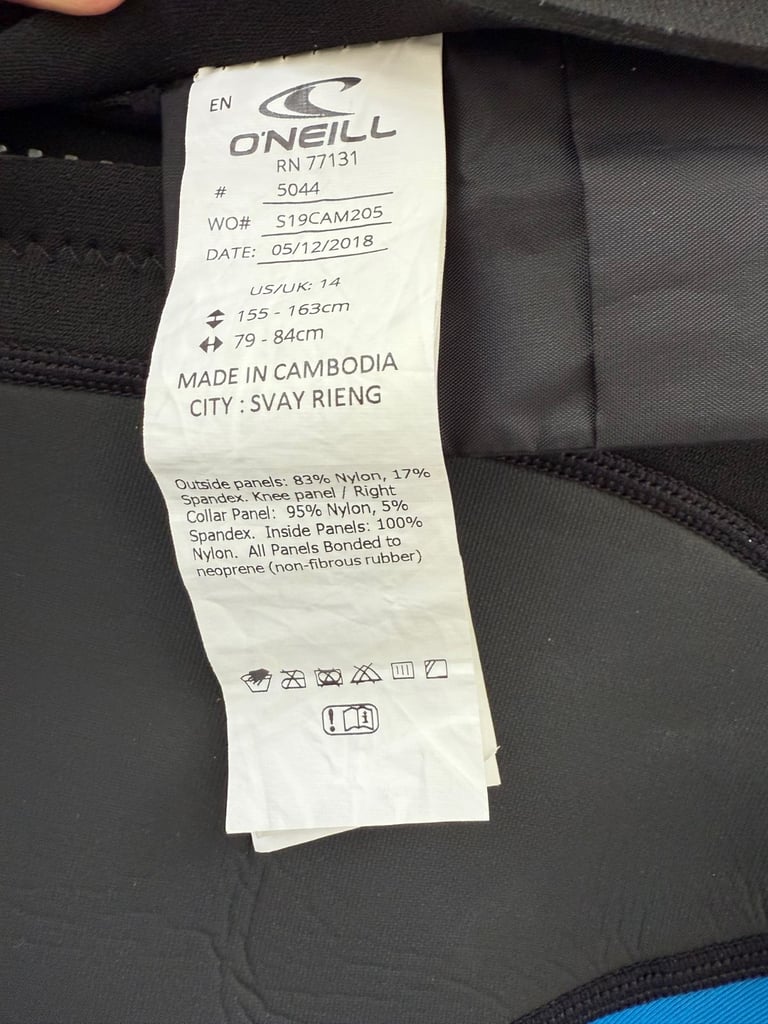 EN
O'NEILL
RN 77131
# 5044
WO# S19CAM205
DATE: 05/12/2018
US/UK: 14
155 - 163cm
79 - 84cm
MADE IN CAMBODIA
CITY : SVAY RIENG
Outside panels: 83% Nylon, 17%
Spandex. Knee panel / Right
Collar Panel: 95% Nylon, 5%
Spandex. Inside Panels: 100%
Nylon. All Panels Bonded to
neoprene (non-fibrous rubber)